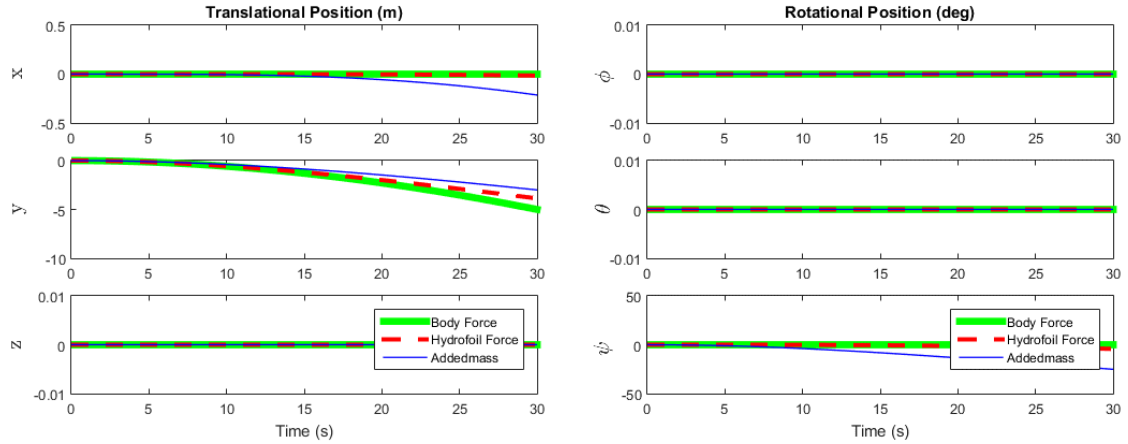 Translational Position (m)
0.5
0
-0.5
x
0 5 10 15 20 25 30
0
-5
-10
y
0 5 10 15 20 25 30
0.01
0
-0.01
z
Body Force
Hydrofoil Force
Addedmass
0 5 10 15 20 25 30
Time (s)
Rotational Position (deg)
0.01
0
-0.01
ϕ
0 5 10 15 20 25 30
0.01
0
-0.01
θ
0 5 10 15 20 25 30
50
0
-50
ψ
Body Force
Hydrofoil Force
Addedmass
0 5 10 15 20 25 30
Time (s)